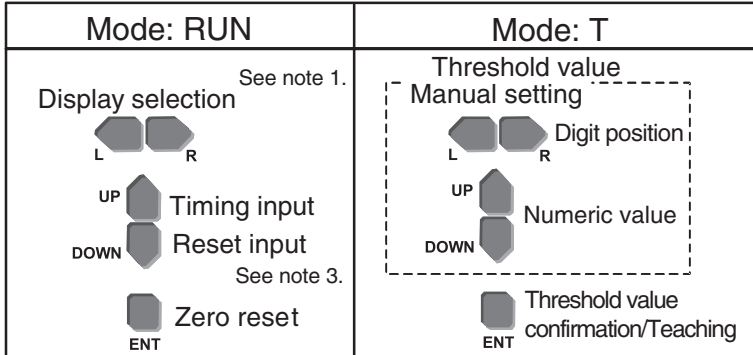 Mode: RUN
See note 1.
Display selection
L R
UP Timing input
DOWN Reset input
See note 3.
ENT Zero reset
Mode: T
Threshold value
Manual setting
L R Digit position
UP
Numeric value
DOWN
Threshold value
confirmation/Teaching
ENT